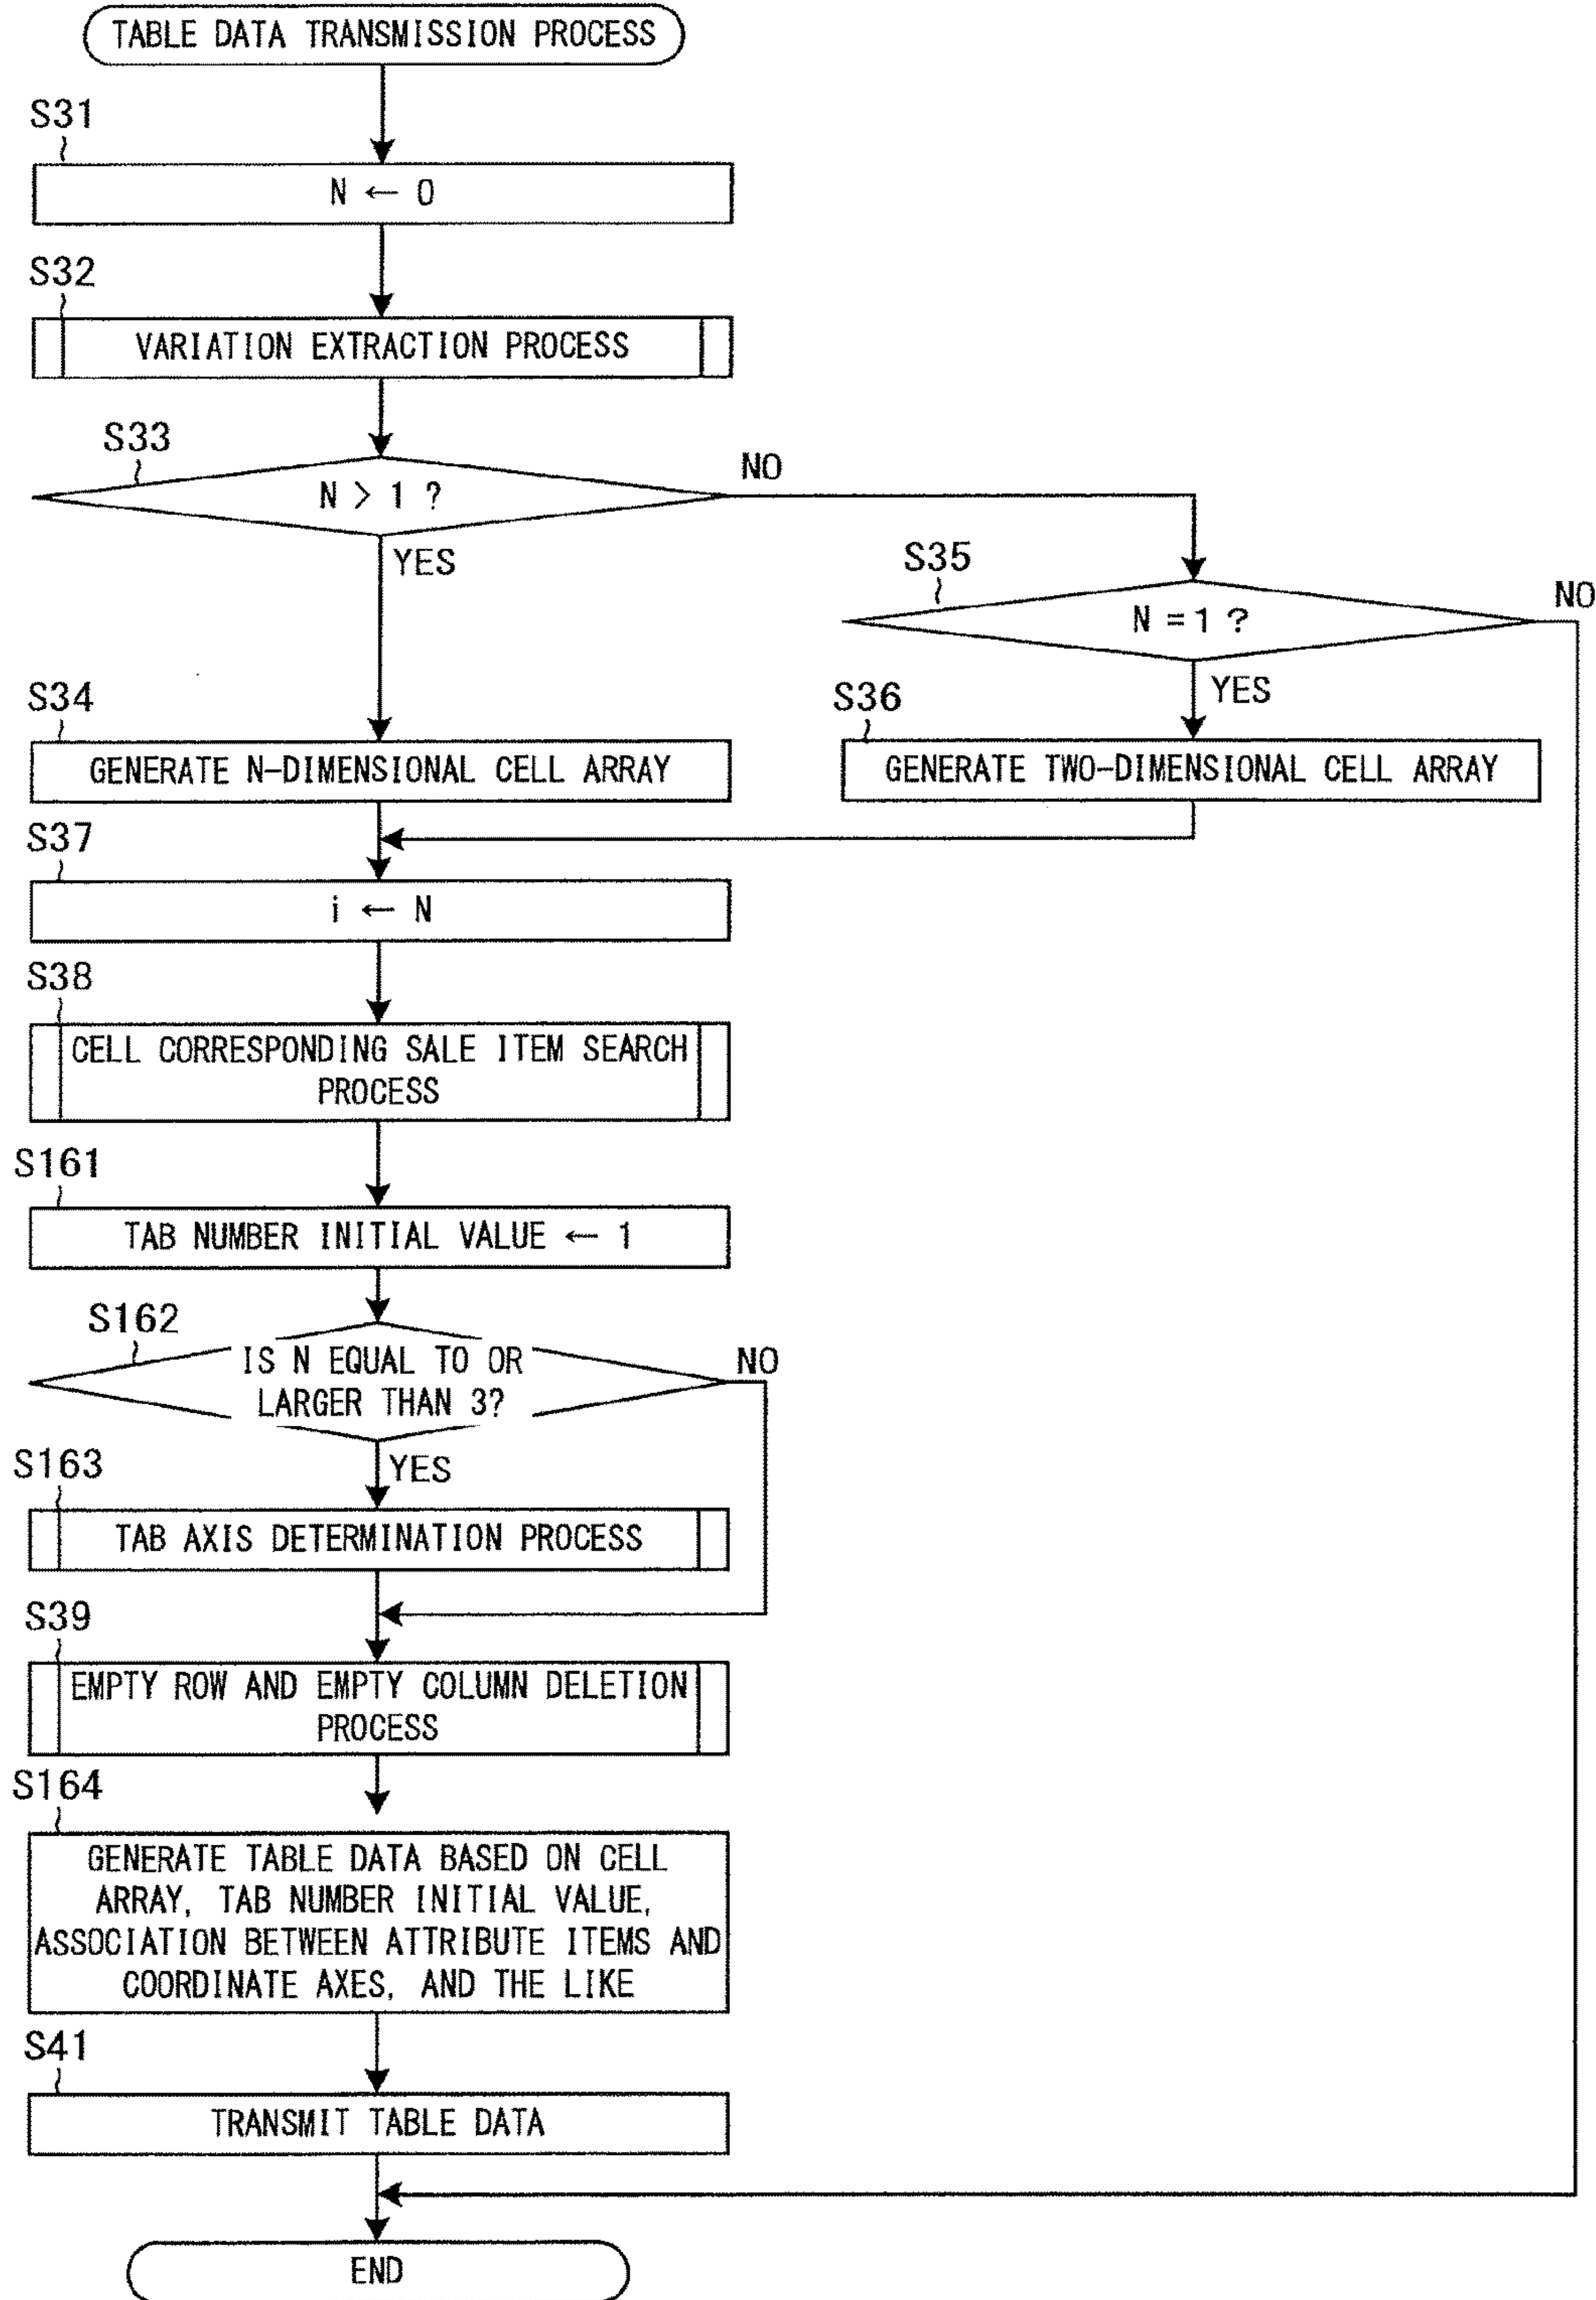 TABLE DATA TRANSMISSION PROCESS
S31
N ← 0
S32
VARIATION EXTRACTION PROCESS
S33
N > 1 ?
NO
YES
S35
N = 1 ?
NO
YES
S34
GENERATE N-DIMENSIONAL CELL ARRAY
S36
GENERATE TWO-DIMENSIONAL CELL ARRAY
S37
i ← N
S38
CELL CORRESPONDING SALE ITEM SEARCH
PROCESS
S161
TAB NUMBER INITIAL VALUE ← 1
S162
IS N EQUAL TO OR
LARGER THAN 3?
NO
YES
S163
TAB AXIS DETERMINATION PROCESS
S39
EMPTY ROW AND EMPTY COLUMN DELETION
PROCESS
S164
GENERATE TABLE DATA BASED ON CELL
ARRAY, TAB NUMBER INITIAL VALUE,
ASSOCIATION BETWEEN ATTRIBUTE ITEMS AND
COORDINATE AXES, AND THE LIKE
S41
TRANSMIT TABLE DATA
END